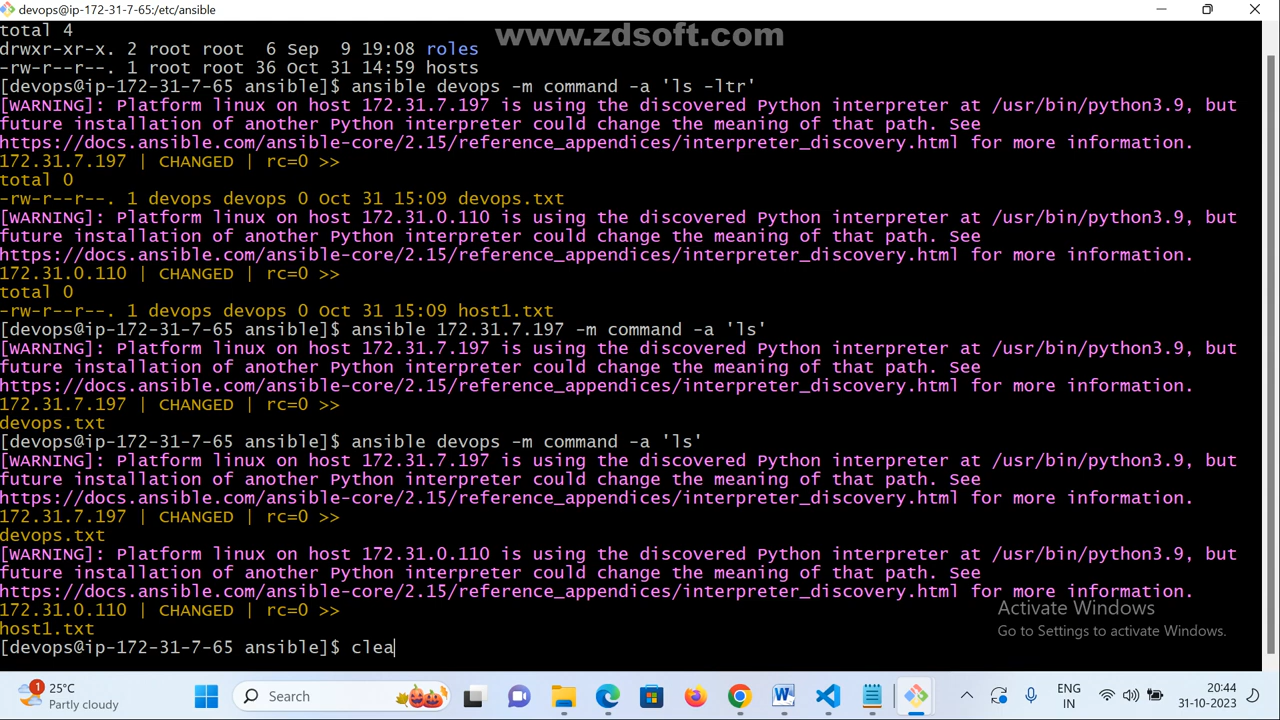 devops@ip-172-31-7-65:/etc/ansible
www.zdsoft.com
total 4
drwxr-xr-x. 2 root root  6 Sep  9 19:08 roles
-rw-r--r--. 1 root root 36 Oct 31 14:59 hosts
[devops@ip-172-31-7-65 ansible]$ ansible devops -m command -a 'ls -ltr'
[WARNING]: Platform linux on host 172.31.7.197 is using the discovered Python interpreter at /usr/bin/python3.9, but
future installation of another Python interpreter could change the meaning of that path. See
https://docs.ansible.com/ansible-core/2.15/reference_appendices/interpreter_discovery.html for more information.
172.31.7.197 | CHANGED | rc=0 >>
total 0
-rw-r--r--. 1 devops devops 0 Oct 31 15:09 devops.txt
[WARNING]: Platform linux on host 172.31.0.110 is using the discovered Python interpreter at /usr/bin/python3.9, but
future installation of another Python interpreter could change the meaning of that path. See
https://docs.ansible.com/ansible-core/2.15/reference_appendices/interpreter_discovery.html for more information.
172.31.0.110 | CHANGED | rc=0 >>
total 0
-rw-r--r--. 1 devops devops 0 Oct 31 15:09 host1.txt
[devops@ip-172-31-7-65 ansible]$ ansible 172.31.7.197 -m command -a 'ls'
[WARNING]: Platform linux on host 172.31.7.197 is using the discovered Python interpreter at /usr/bin/python3.9, but
future installation of another Python interpreter could change the meaning of that path. See
https://docs.ansible.com/ansible-core/2.15/reference_appendices/interpreter_discovery.html for more information.
172.31.7.197 | CHANGED | rc=0 >>
devops.txt
[devops@ip-172-31-7-65 ansible]$ ansible devops -m command -a 'ls'
[WARNING]: Platform linux on host 172.31.7.197 is using the discovered Python interpreter at /usr/bin/python3.9, but
future installation of another Python interpreter could change the meaning of that path. See
https://docs.ansible.com/ansible-core/2.15/reference_appendices/interpreter_discovery.html for more information.
172.31.7.197 | CHANGED | rc=0 >>
devops.txt
[WARNING]: Platform linux on host 172.31.0.110 is using the discovered Python interpreter at /usr/bin/python3.9, but
future installation of another Python interpreter could change the meaning of that path. See
https://docs.ansible.com/ansible-core/2.15/reference_appendices/interpreter_discovery.html for more information.
172.31.0.110 | CHANGED | rc=0 >>
host1.txt
[devops@ip-172-31-7-65 ansible]$ clea
Activate Windows
Go to Settings to activate Windows.
1
25°C
Partly cloudy
Search
ENG
IN
20:44
31-10-2023